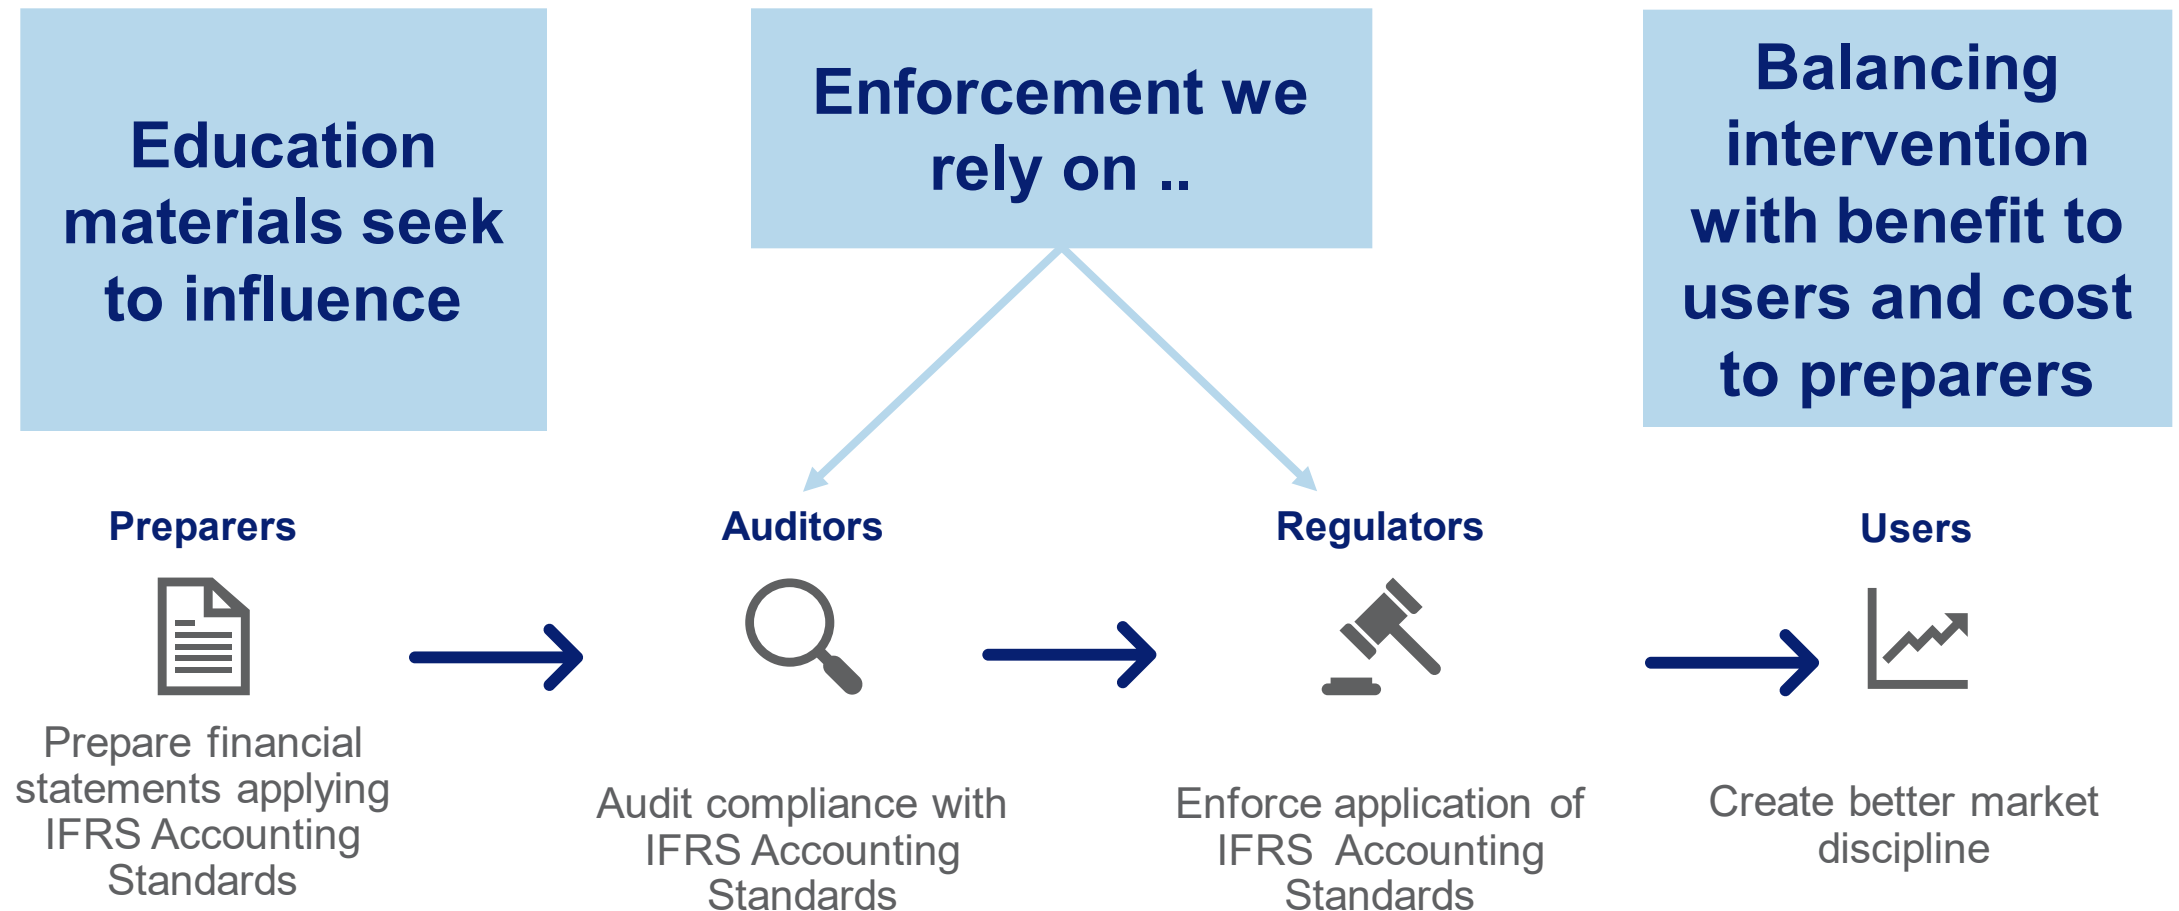 Education
materials seek
to influence
Enforcement we
rely on ..
Balancing
intervention
with benefit to
users and cost
to preparers
Preparers
Prepare financial
statements applying
IFRS Accounting
Standards
Auditors
Audit compliance with
IFRS Accounting
Standards
Regulators
Enforce application of
IFRS Accounting
Standards
Users
Create better market
discipline